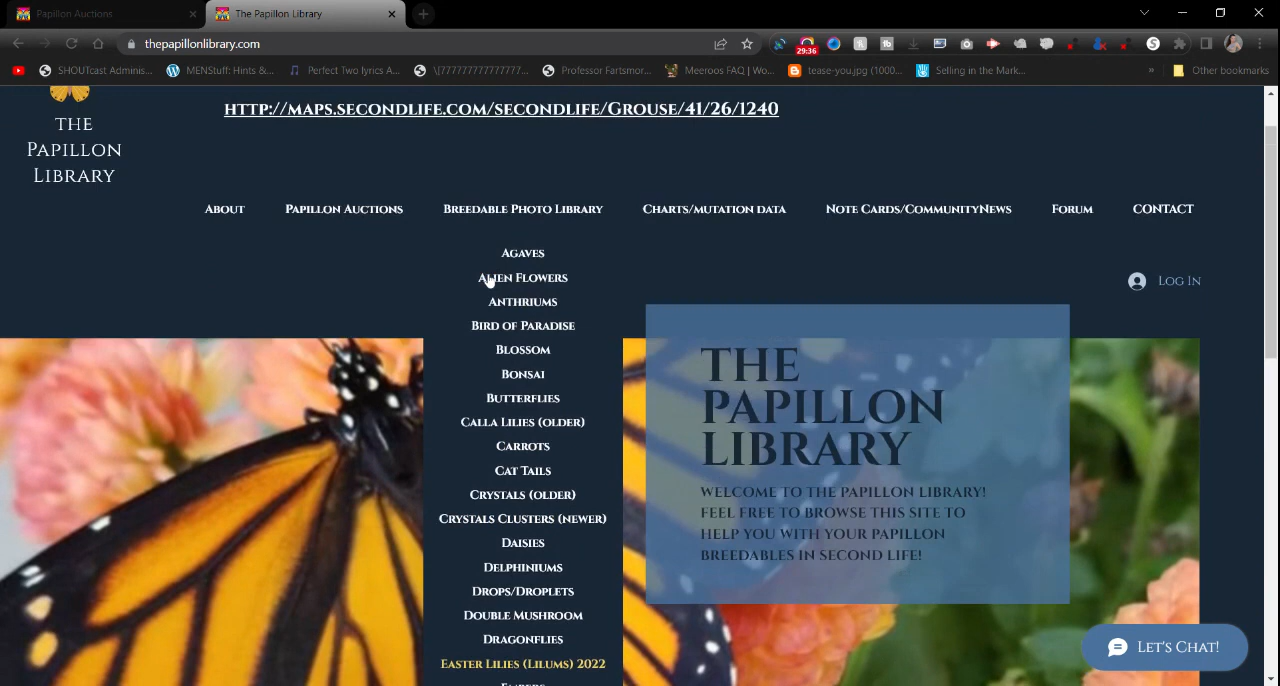 Papillon Auctions
The Papillon Library
thepapillonlibrary.com
29:36
SHOUTcast Adminis...
MENStuff: Hints &...
Perfect Two lyrics A...
\[777777777777777...
Professor Fartsmor...
Meeroos FAQ | Wo...
tease-you.jpg (1000...
Selling in the Mark...
»
Other bookmarks
HTTP://MAPS.SECONDLIFE.COM/SECONDLIFE/GROUSE/41/26/1240
THE
PAPILLON
LIBRARY
ABOUT
PAPILLON AUCTIONS
BREEDABLE PHOTO LIBRARY
CHARTS/MUTATION DATA
NOTE CARDS/COMMUNITYNEWS
FORUM
CONTACT
AGAVES
ALIEN FLOWERS
ANTHRIUMS
BIRD OF PARADISE
BLOSSOM
BONSAI
BUTTERFLIES
CALLA LILIES (OLDER)
CARROTS
CAT TAILS
CRYSTALS (OLDER)
CRYSTALS CLUSTERS (NEWER)
DAISIES
DELPHINIUMS
DROPS/DROPLETS
DOUBLE MUSHROOM
DRAGONFLIES
EASTER LILIES (LILUMS) 2022
LOG IN
THE
PAPILLON
LIBRARY
WELCOME TO THE PAPILLON LIBRARY!
FEEL FREE TO BROWSE THIS SITE TO
HELP YOU WITH YOUR PAPILLON
BREEDABLES IN SECOND LIFE!
LET'S CHAT!